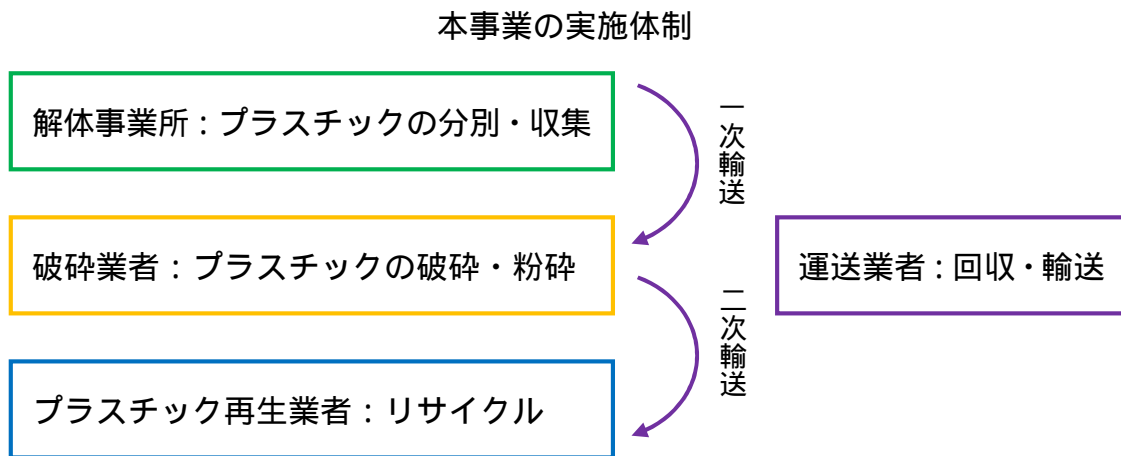 本事業の実施体制
解体事業所：プラスチックの分別・収集
一次輸送
破砕業者：プラスチックの破砕・粉砕
運送業者：回収・輸送
二次輸送
プラスチック再生業者：リサイクル